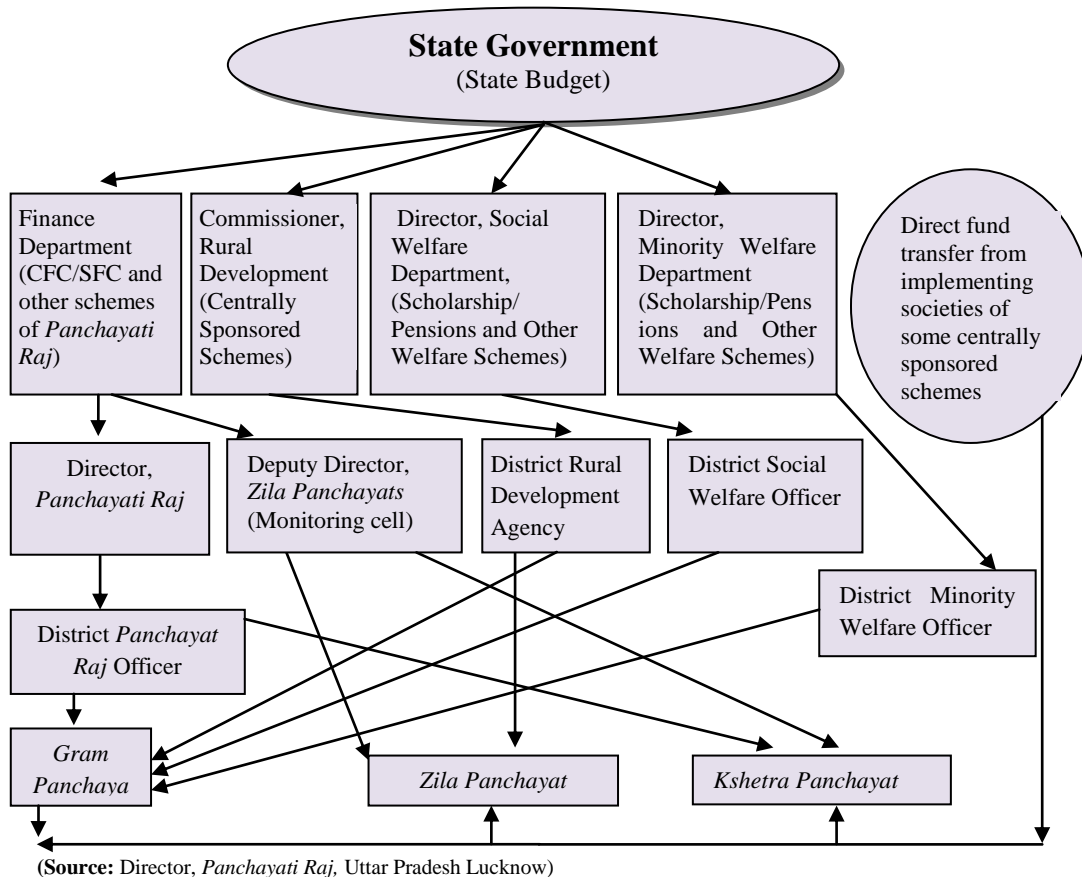 State Government
(State Budget)
Finance
Department
(CFC/SFC and
other schemes
of Panchayati
Raj)
Commissioner,
Rural
Development
(Centrally
Sponsored
Schemes)
Director, Social
Welfare
Department,
(Scholarship/
Pensions and Other
Welfare Schemes)
Director,
Minority Welfare
Department
(Scholarship/Pens
ions and Other
Welfare Schemes)
Direct fund
transfer from
implementing
societies of
some centrally
sponsored
schemes
Director,
Panchayati Raj
Deputy Director,
Zila Panchayats
(Monitoring cell)
District Rural
Development
Agency
District Social
Welfare Officer
District Minority
Welfare Officer
District Panchayat
Raj Officer
Gram
Panchaya
Zila Panchayat
Kshetra Panchayat
(Source: Director, Panchayati Raj, Uttar Pradesh Lucknow)